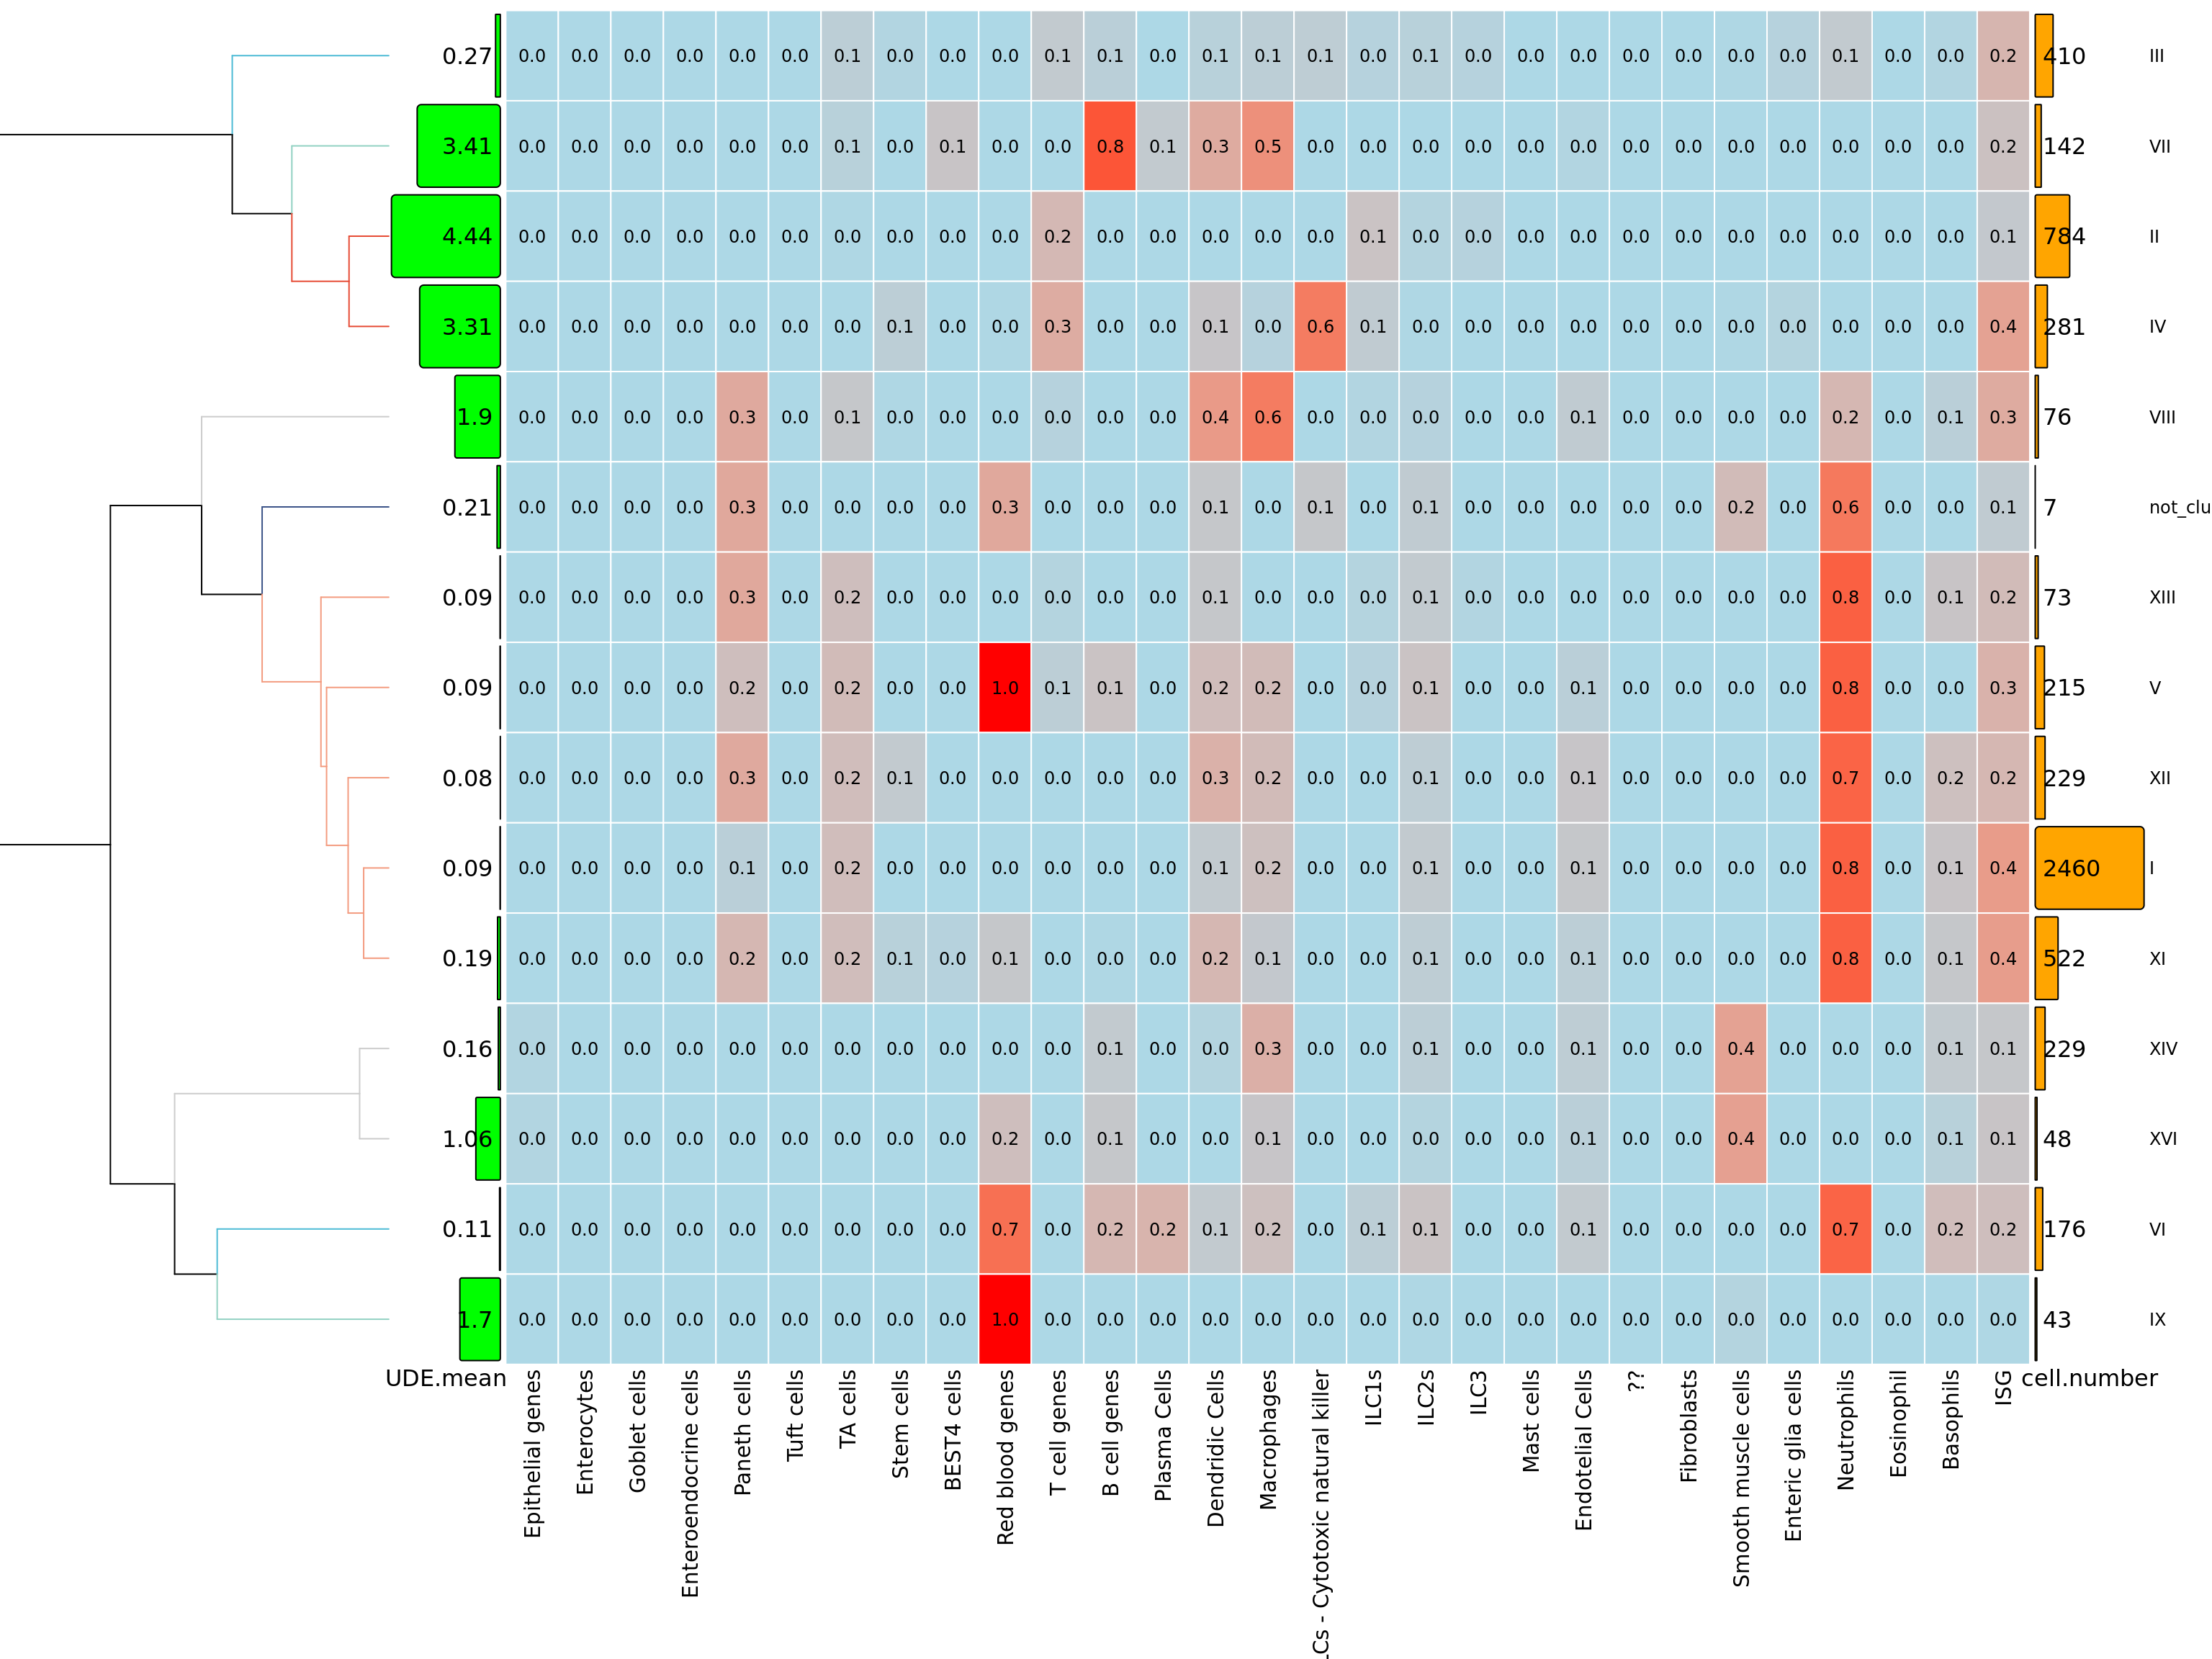 0.27 0.0 0.0 0.0 0.0 0.0 0.0 0.1 0.0 0.0 0.0 0.1 0.1 0.0 0.1 0.1 0.1 0.0 0.1 0.0 0.0 0.0 0.0 0.0 0.0 0.0 0.1 0.0 0.0 0.2 410 III
3.41 0.0 0.0 0.0 0.0 0.0 0.0 0.1 0.0 0.1 0.0 0.0 0.8 0.1 0.3 0.5 0.0 0.0 0.0 0.0 0.0 0.0 0.0 0.0 0.0 0.0 0.0 0.0 0.0 0.2 142 VII
4.44 0.0 0.0 0.0 0.0 0.0 0.0 0.0 0.0 0.0 0.0 0.2 0.0 0.0 0.0 0.0 0.0 0.1 0.0 0.0 0.0 0.0 0.0 0.0 0.0 0.0 0.0 0.0 0.0 0.1 784 II
3.31 0.0 0.0 0.0 0.0 0.0 0.0 0.0 0.1 0.0 0.0 0.3 0.0 0.0 0.1 0.0 0.6 0.1 0.0 0.0 0.0 0.0 0.0 0.0 0.0 0.0 0.0 0.0 0.0 0.4 281 IV
1.9 0.0 0.0 0.0 0.0 0.3 0.0 0.1 0.0 0.0 0.0 0.0 0.0 0.0 0.4 0.6 0.0 0.0 0.0 0.0 0.0 0.1 0.0 0.0 0.0 0.0 0.2 0.0 0.1 0.3 76 VIII
0.21 0.0 0.0 0.0 0.0 0.3 0.0 0.0 0.0 0.0 0.3 0.0 0.0 0.0 0.1 0.0 0.1 0.0 0.1 0.0 0.0 0.0 0.0 0.0 0.2 0.0 0.6 0.0 0.0 0.1 7 not_clu
0.09 0.0 0.0 0.0 0.0 0.3 0.0 0.2 0.0 0.0 0.0 0.0 0.0 0.0 0.1 0.0 0.0 0.0 0.1 0.0 0.0 0.0 0.0 0.0 0.0 0.0 0.8 0.0 0.1 0.2 73 XIII
0.09 0.0 0.0 0.0 0.0 0.2 0.0 0.2 0.0 0.0 1.0 0.1 0.1 0.0 0.2 0.2 0.0 0.0 0.1 0.0 0.0 0.1 0.0 0.0 0.0 0.0 0.8 0.0 0.0 0.3 215 V
0.08 0.0 0.0 0.0 0.0 0.3 0.0 0.2 0.1 0.0 0.0 0.0 0.0 0.0 0.3 0.2 0.0 0.0 0.1 0.0 0.0 0.1 0.0 0.0 0.0 0.0 0.7 0.0 0.2 0.2 229 XII
0.09 0.0 0.0 0.0 0.0 0.1 0.0 0.2 0.0 0.0 0.0 0.0 0.0 0.0 0.1 0.2 0.0 0.0 0.1 0.0 0.0 0.1 0.0 0.0 0.0 0.0 0.8 0.0 0.1 0.4 2460 I
0.19 0.0 0.0 0.0 0.0 0.2 0.0 0.2 0.1 0.0 0.1 0.0 0.0 0.0 0.2 0.1 0.0 0.0 0.1 0.0 0.0 0.1 0.0 0.0 0.0 0.0 0.8 0.0 0.1 0.4 522 XI
0.16 0.0 0.0 0.0 0.0 0.0 0.0 0.0 0.0 0.0 0.0 0.0 0.1 0.0 0.0 0.3 0.0 0.0 0.1 0.0 0.0 0.1 0.0 0.0 0.4 0.0 0.0 0.0 0.1 0.1 229 XIV
1.06 0.0 0.0 0.0 0.0 0.0 0.0 0.0 0.0 0.0 0.2 0.0 0.1 0.0 0.0 0.1 0.0 0.0 0.0 0.0 0.0 0.1 0.0 0.0 0.4 0.0 0.0 0.0 0.1 0.1 48 XVI
0.11 0.0 0.0 0.0 0.0 0.0 0.0 0.0 0.0 0.0 0.7 0.0 0.2 0.2 0.1 0.2 0.0 0.1 0.1 0.0 0.0 0.1 0.0 0.0 0.0 0.0 0.7 0.0 0.2 0.2 176 VI
1.7 0.0 0.0 0.0 0.0 0.0 0.0 0.0 0.0 0.0 1.0 0.0 0.0 0.0 0.0 0.0 0.0 0.0 0.0 0.0 0.0 0.0 0.0 0.0 0.0 0.0 0.0 0.0 0.0 0.0 43 IX
UDE.mean
Epithelial genes
Enterocytes
Goblet cells
Enteroendocrine cells
Paneth cells
Tuft cells
TA cells
Stem cells
BEST4 cells
Red blood genes
T cell genes
B cell genes
Plasma Cells
Dendridic Cells
Macrophages
Cs - Cytotoxic natural killer
ILC1s
ILC2s
ILC3
Mast cells
Endotelial Cells
??
Fibroblasts
Smooth muscle cells
Enteric glia cells
Neutrophils
Eosinophil
Basophils
ISG
cell.number